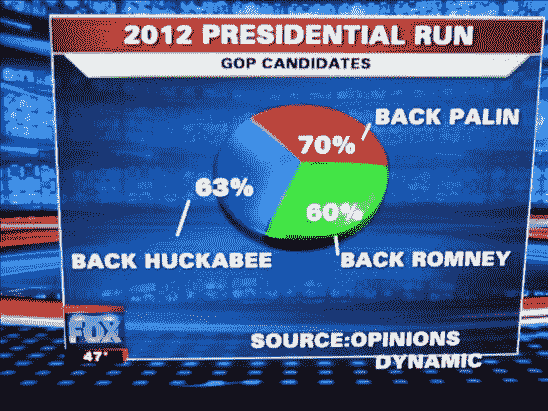 2012 PRESIDENTIAL RUN
GOP CANDIDATES
BACK PALIN
70%
63%
60%
BACK HUCKABEE
BACK ROMNEY
FOX
47°
SOURCE:OPINIONS
DYNAMIC